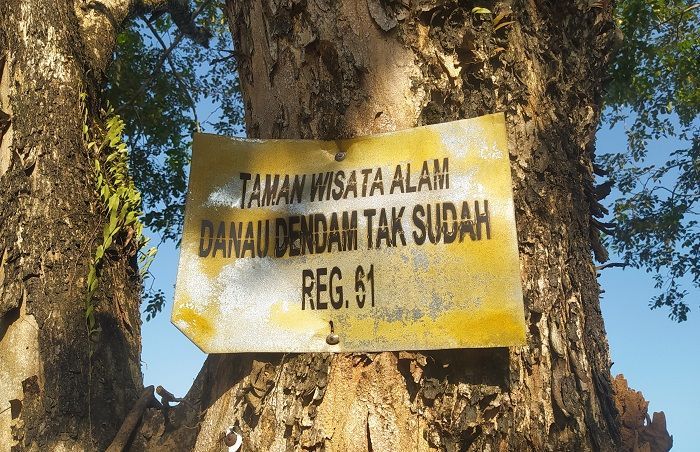 TAMAN WISATA ALAM
DANAU DENDAM TAK SUDAH
REG. 61